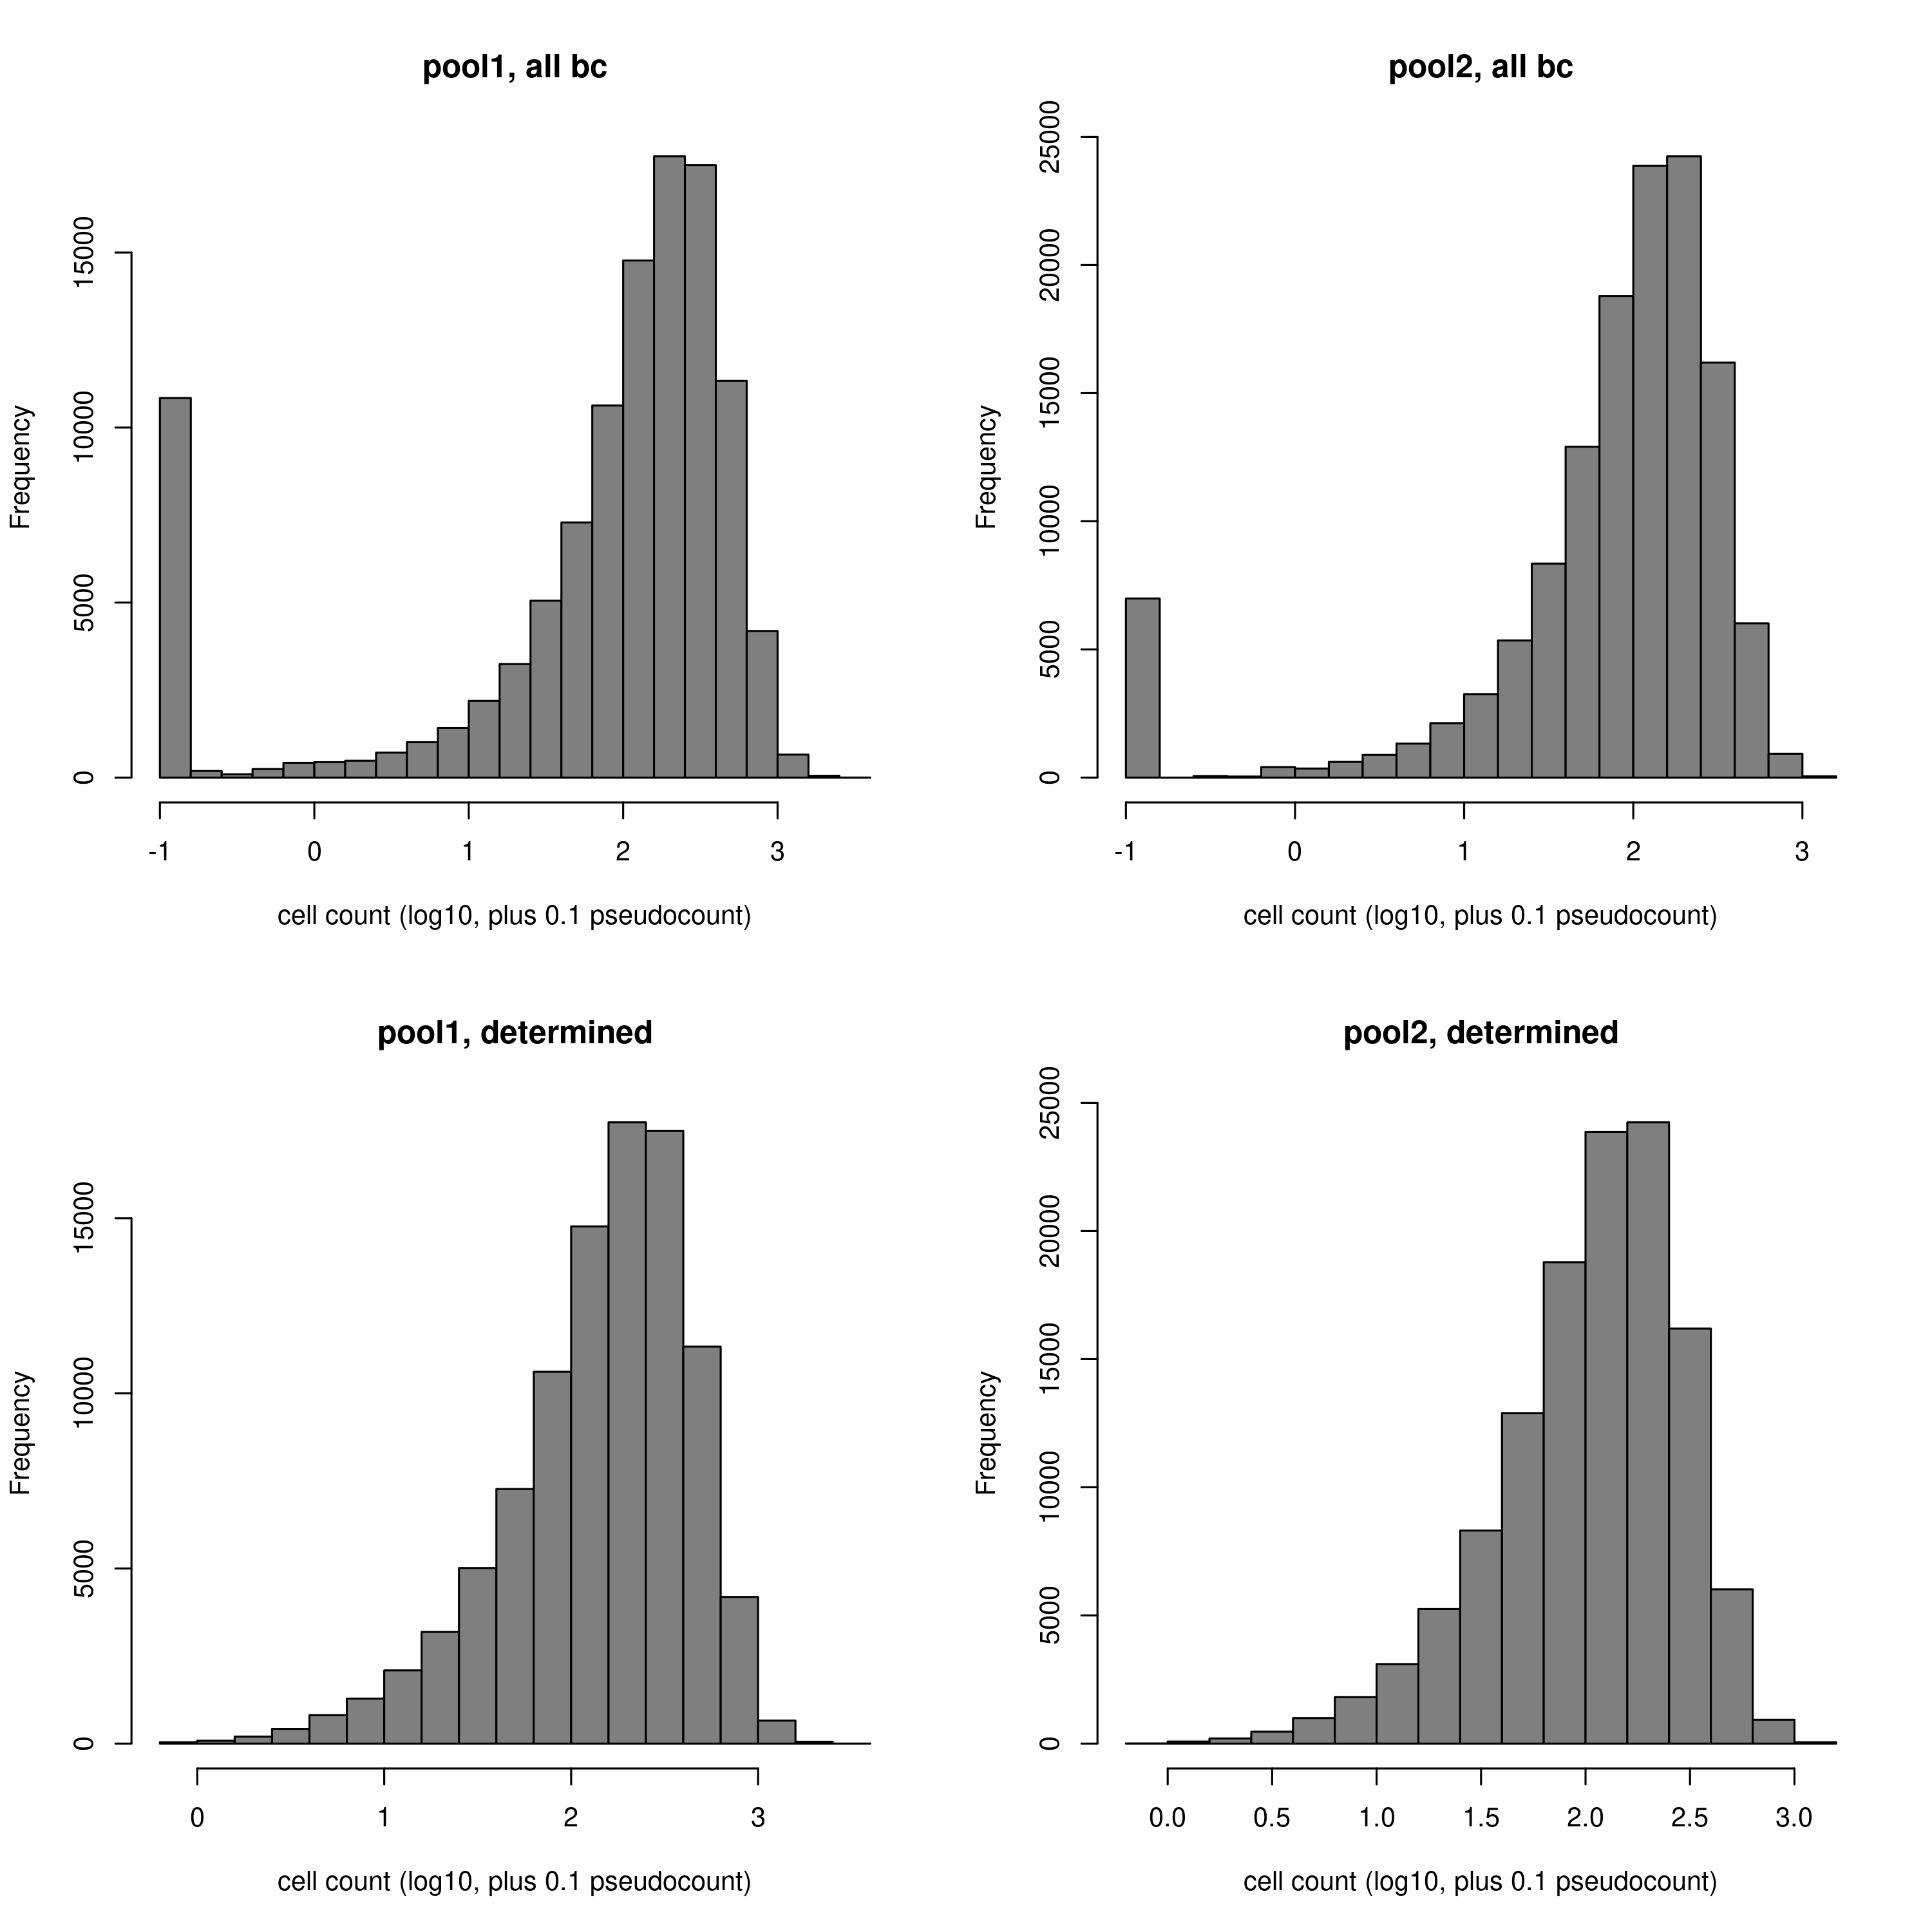 pool1, all bc
Frequency
0
5000
10000
15000
-1 0 1 2 3
cell count (log10, plus 0.1 pseudocount)
pool2, all bc
Frequency
0
5000
10000
15000
20000
25000
-1 0 1 2 3
cell count (log10, plus 0.1 pseudocount)
pool1, determined
Frequency
0
5000
10000
15000
0 1 2 3
cell count (log10, plus 0.1 pseudocount)
pool2, determined
Frequency
0
5000
10000
15000
20000
25000
0.0 0.5 1.0 1.5 2.0 2.5 3.0
cell count (log10, plus 0.1 pseudocount)